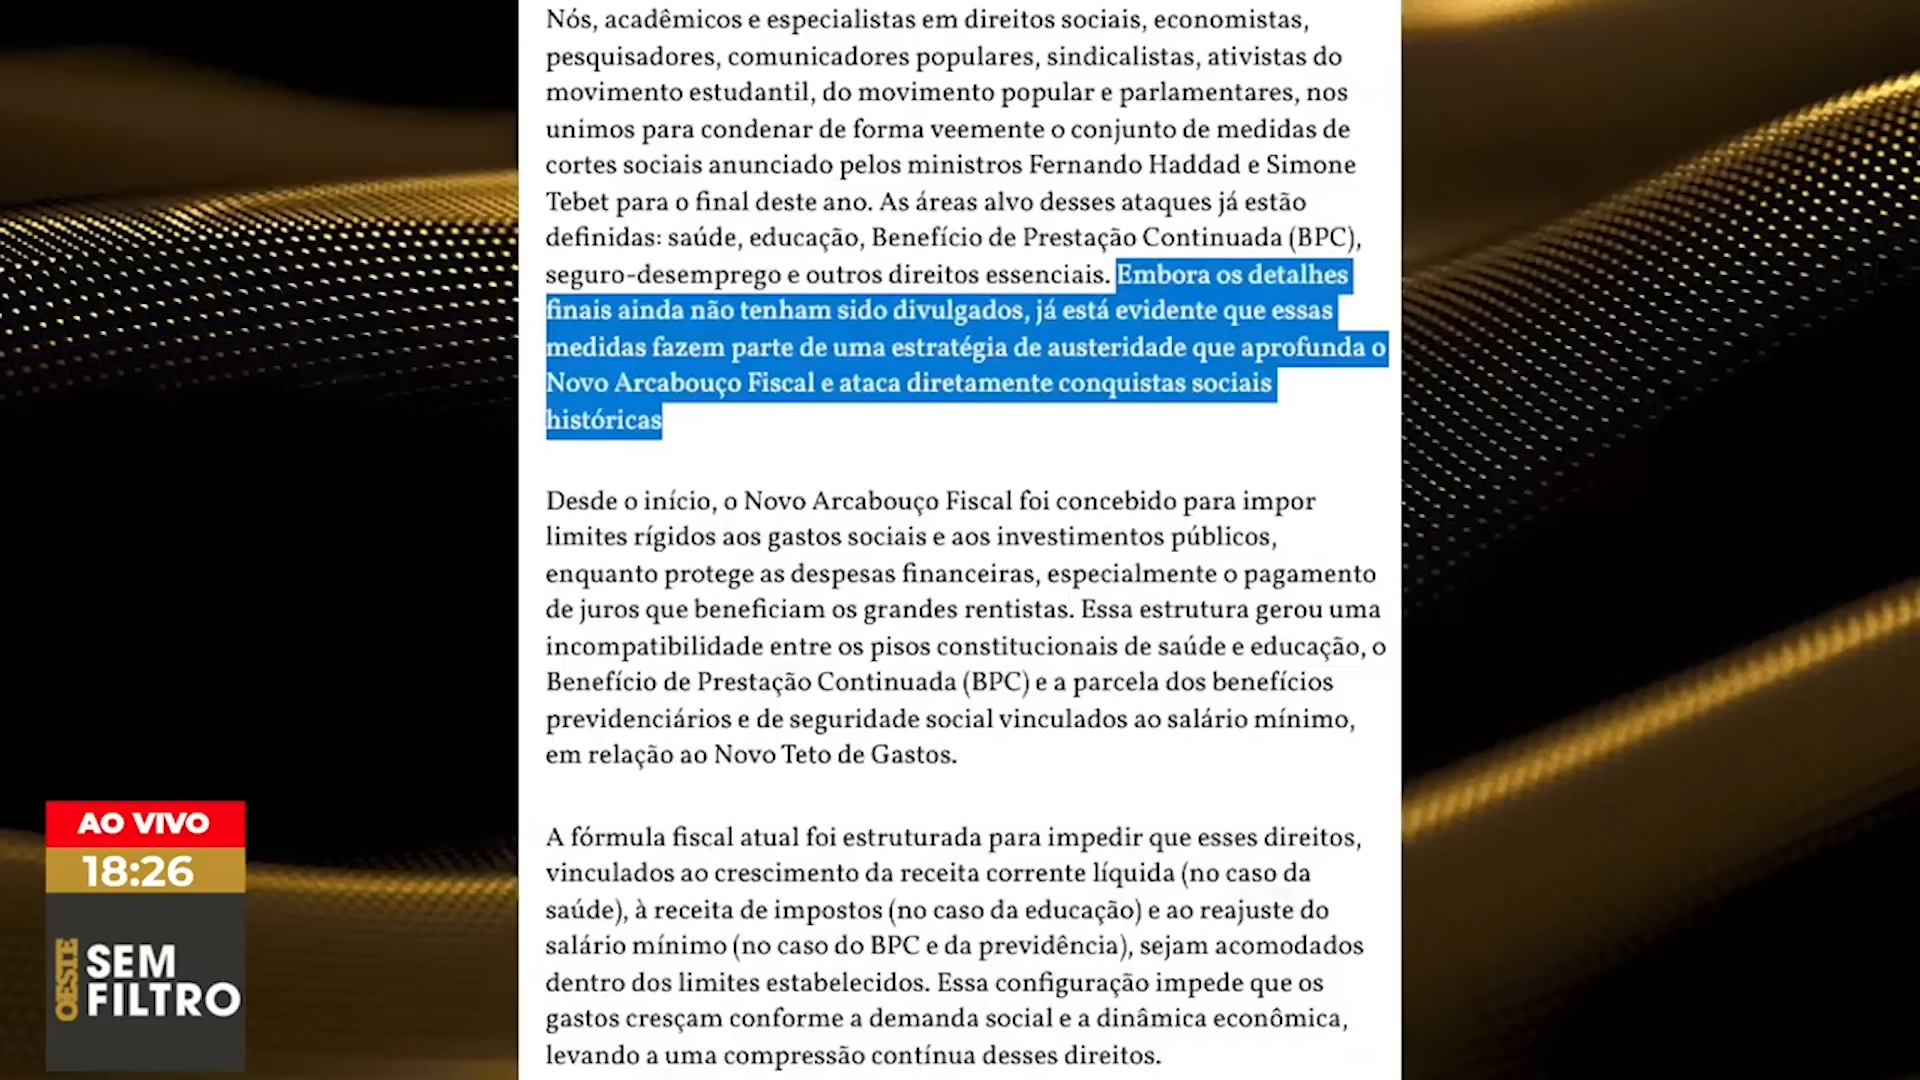 Nós, acadêmicos e especialistas em direitos sociais, economistas,
pesquisadores, comunicadores populares, sindicalistas, ativistas do
movimento estudantil, do movimento popular e parlamentares, nos
unimos para condenar de forma veemente o conjunto de medidas de
cortes sociais anunciado pelos ministros Fernando Haddad e Simone
Tebet para o final deste ano. As áreas alvo desses ataques já estão
definidas: saúde, educação, Benefício de Prestação Continuada (BPC),
seguro-desemprego e outros direitos essenciais. Embora os detalhes
finais ainda não tenham sido divulgados, já está evidente que essas
medidas fazem parte de uma estratégia de austeridade que aprofunda o
Novo Arcabouço Fiscal e ataca diretamente conquistas sociais
históricas
Desde o início, o Novo Arcabouço Fiscal foi concebido para impor
limites rígidos aos gastos sociais e aos investimentos públicos,
enquanto protege as despesas financeiras, especialmente o pagamento
de juros que beneficiam os grandes rentistas. Essa estrutura gerou uma
incompatibilidade entre os pisos constitucionais de saúde e educação, o
Benefício de Prestação Continuada (BPC) e a parcela dos benefícios
previdenciários e de seguridade social vinculados ao salário mínimo,
em relação ao Novo Teto de Gastos.
A fórmula fiscal atual foi estruturada para impedir que esses direitos,
vinculados ao crescimento da receita corrente líquida (no caso da
saúde), à receita de impostos (no caso da educação) e ao reajuste do
salário mínimo (no caso do BPC e da previdência), sejam acomodados
dentro dos limites estabelecidos. Essa configuração impede que os
gastos cresçam conforme a demanda social e a dinâmica econômica,
levando a uma compressão contínua desses direitos.
AO VIVO
18:26
OESTE
SEM
FILTRO